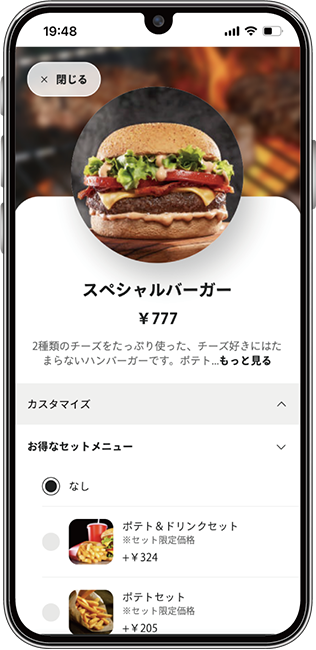 19:48
× 閉じる
スペシャルバーガー
¥777
2種類のチーズをたっぷり使った、チーズ好きにはた
まらないハンバーガーです。ポテト...もっと見る
カスタマイズ
お得なセットメニュー
なし
ポテト＆ドリンクセット
※セット限定価格
+¥324
ポテトセット
※セット限定価格
+¥205